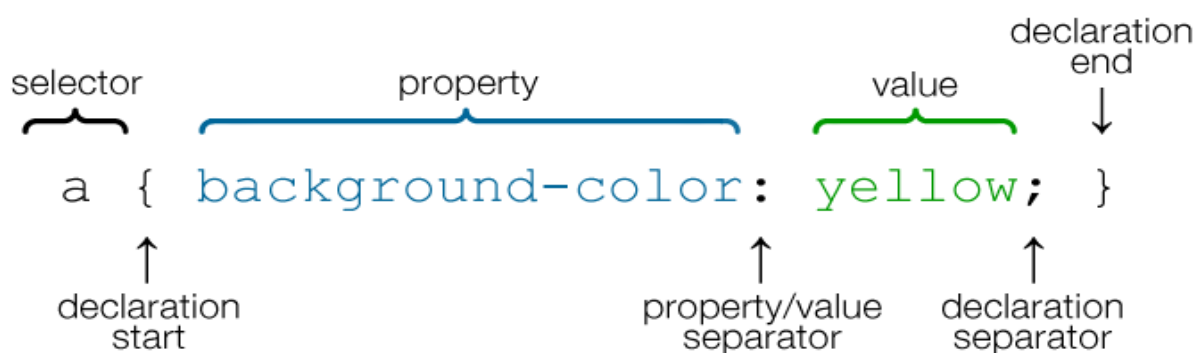 declaration
end
selector
property
value
a { background-color: yellow; }
declaration
start
property/value
separator
declaration
separator